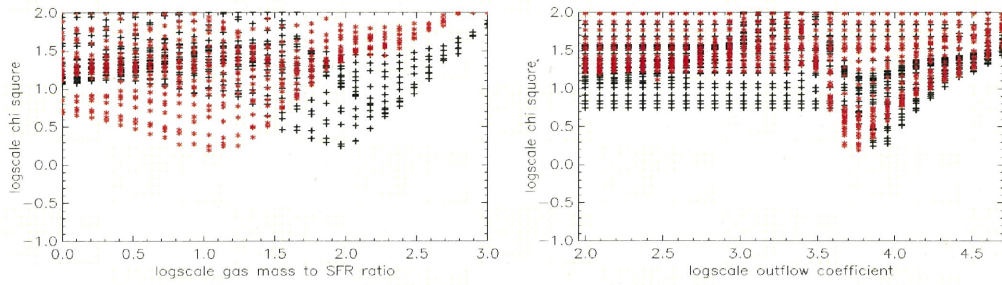 2.0
1.5
1.0
0.5
0.0
−0.5
−1.0
logscale chi square
0.0 0.5 1.0 1.5 2.0 2.5 3.0
logscale gas mass to SFR ratio
2.0
1.5
1.0
0.5
0.0
−0.5
−1.0
logscale chi square
2.0 2.5 3.0 3.5 4.0 4.5
logscale outflow coefficient